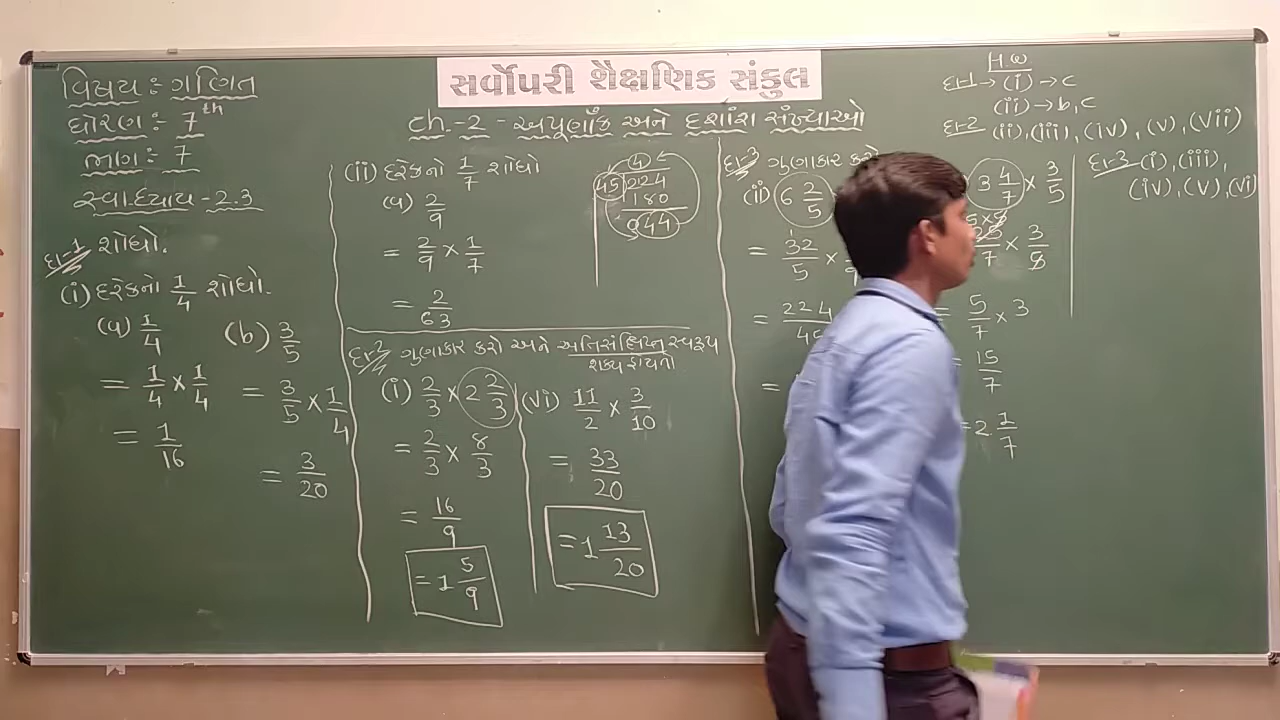 સર્વોપરી શૈક્ષણિક સંકુલ
વિષય :- ગણિત
ધોરણ :- 7th
ભાગ :- 7
સ્વાધ્યાય - 2.3
ch.-2 - અપૂર્ણાંક અને દશાંશ સંખ્યાઓ
દા-1 શોધો.
(i) દરેકનો 1/4 શોધો.
(a) 1/4
= 1/4 × 1/4
= 1/16
(b) 3/5
= 3/5 × 1/4
= 3/20
(ii) દરેકનો 1/7 શોધો
(a) 2/9
= 2/9 × 1/7
= 2/63
4
45 224
180
044
દા-2 ગુણાકાર કરો અને અતિસંક્ષિપ્ત સ્વરૂપ
શક્ય હોય તો
(i) 2/3 × 2 2/3
= 2/3 × 8/3
= 16/9
= 1 5/9
(vi) 11/2 × 3/10
= 33/20
= 1 13/20
દા-3 ગુણાકાર કરો
(ii) 6 2/5
= 32/5 ×
= 224
=
3 4/7 × 3/5
5×5
25/7 × 3/5
= 5/7 × 3
= 15/7
= 2 1/7
H.W
દા-1 → (i) → c
(ii) → b, c
દા-2 (ii), (iii), (iv), (v), (vii)
દા-3 (i), (iii),
(iv), (v), (vi)